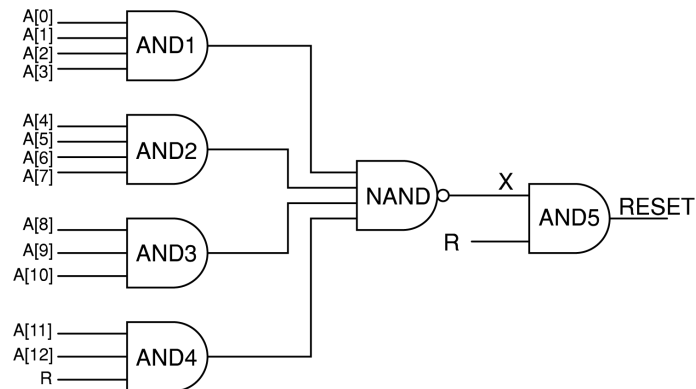 A[0]
A[1]
A[2]
A[3]
AND1
A[4]
A[5]
A[6]
A[7]
AND2
A[8]
A[9]
A[10]
AND3
A[11]
A[12]
R
AND4
NAND
X
R
AND5
RESET